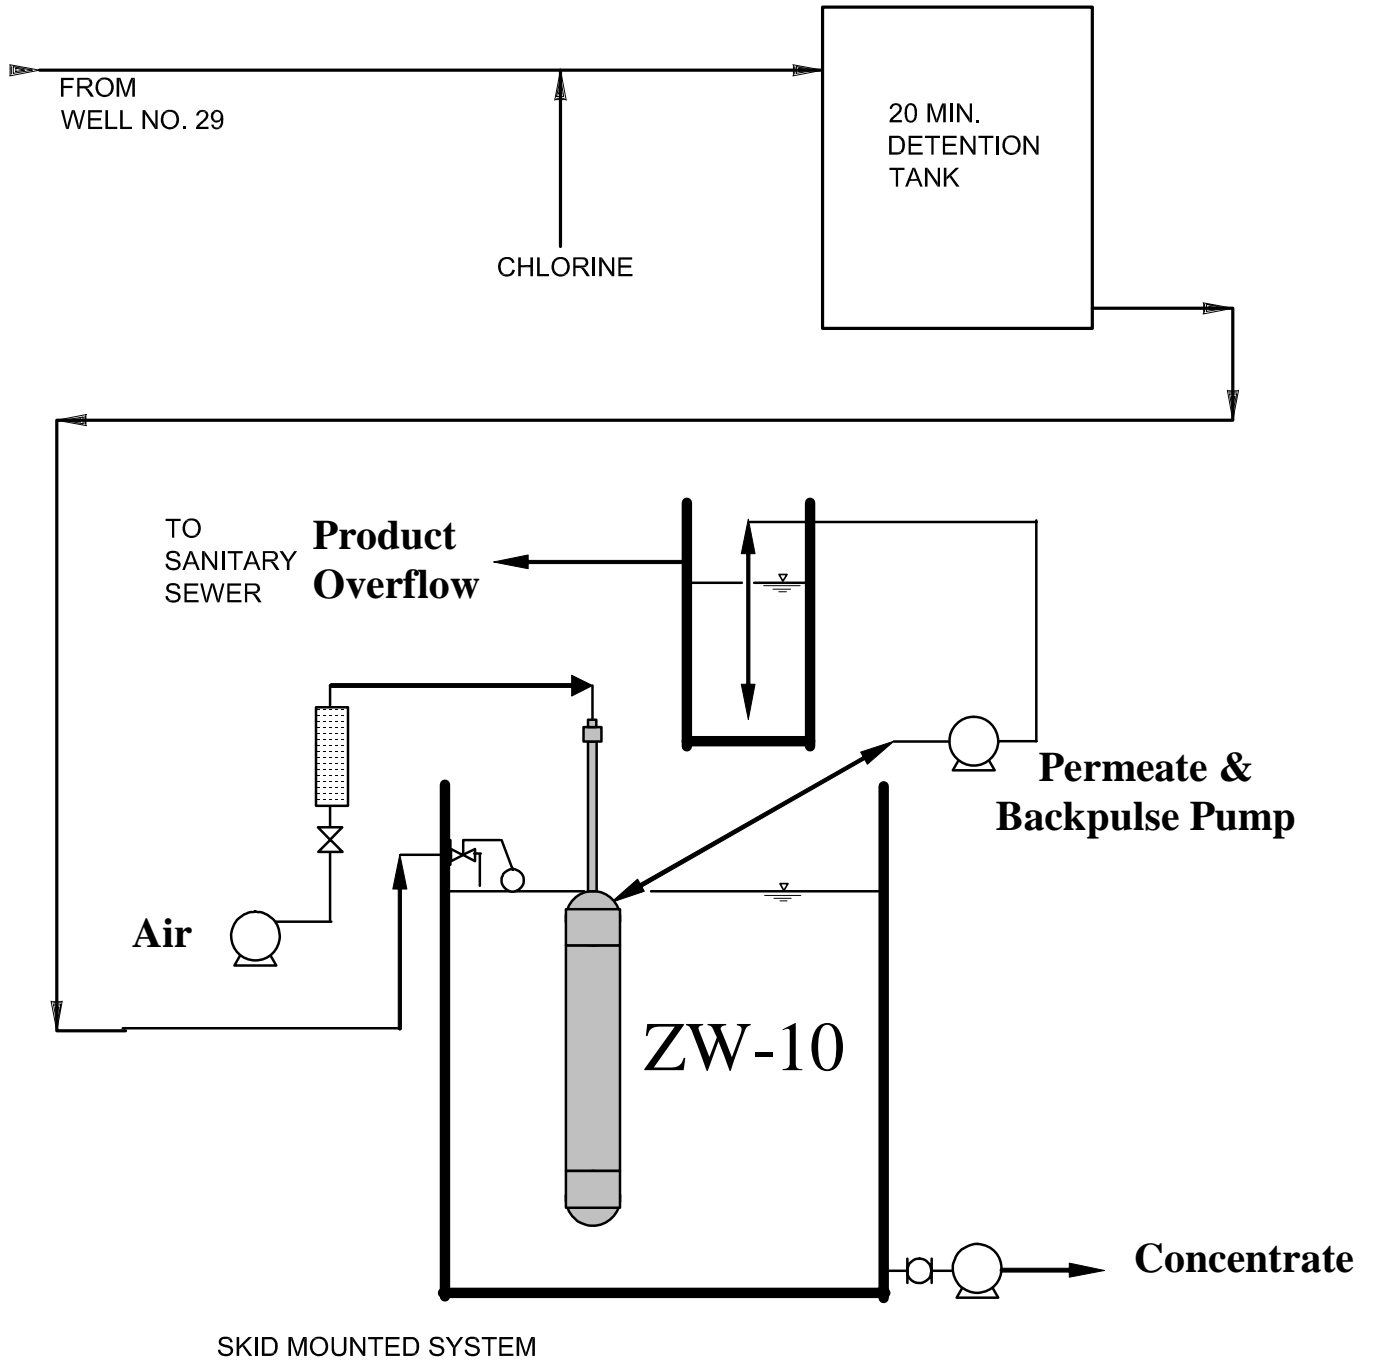 FROM
WELL NO. 29
20 MIN.
DETENTION
TANK
CHLORINE
TO
SANITARY
SEWER
Product
Overflow
Permeate &
Backpulse Pump
Air
ZW-10
Concentrate
SKID MOUNTED SYSTEM